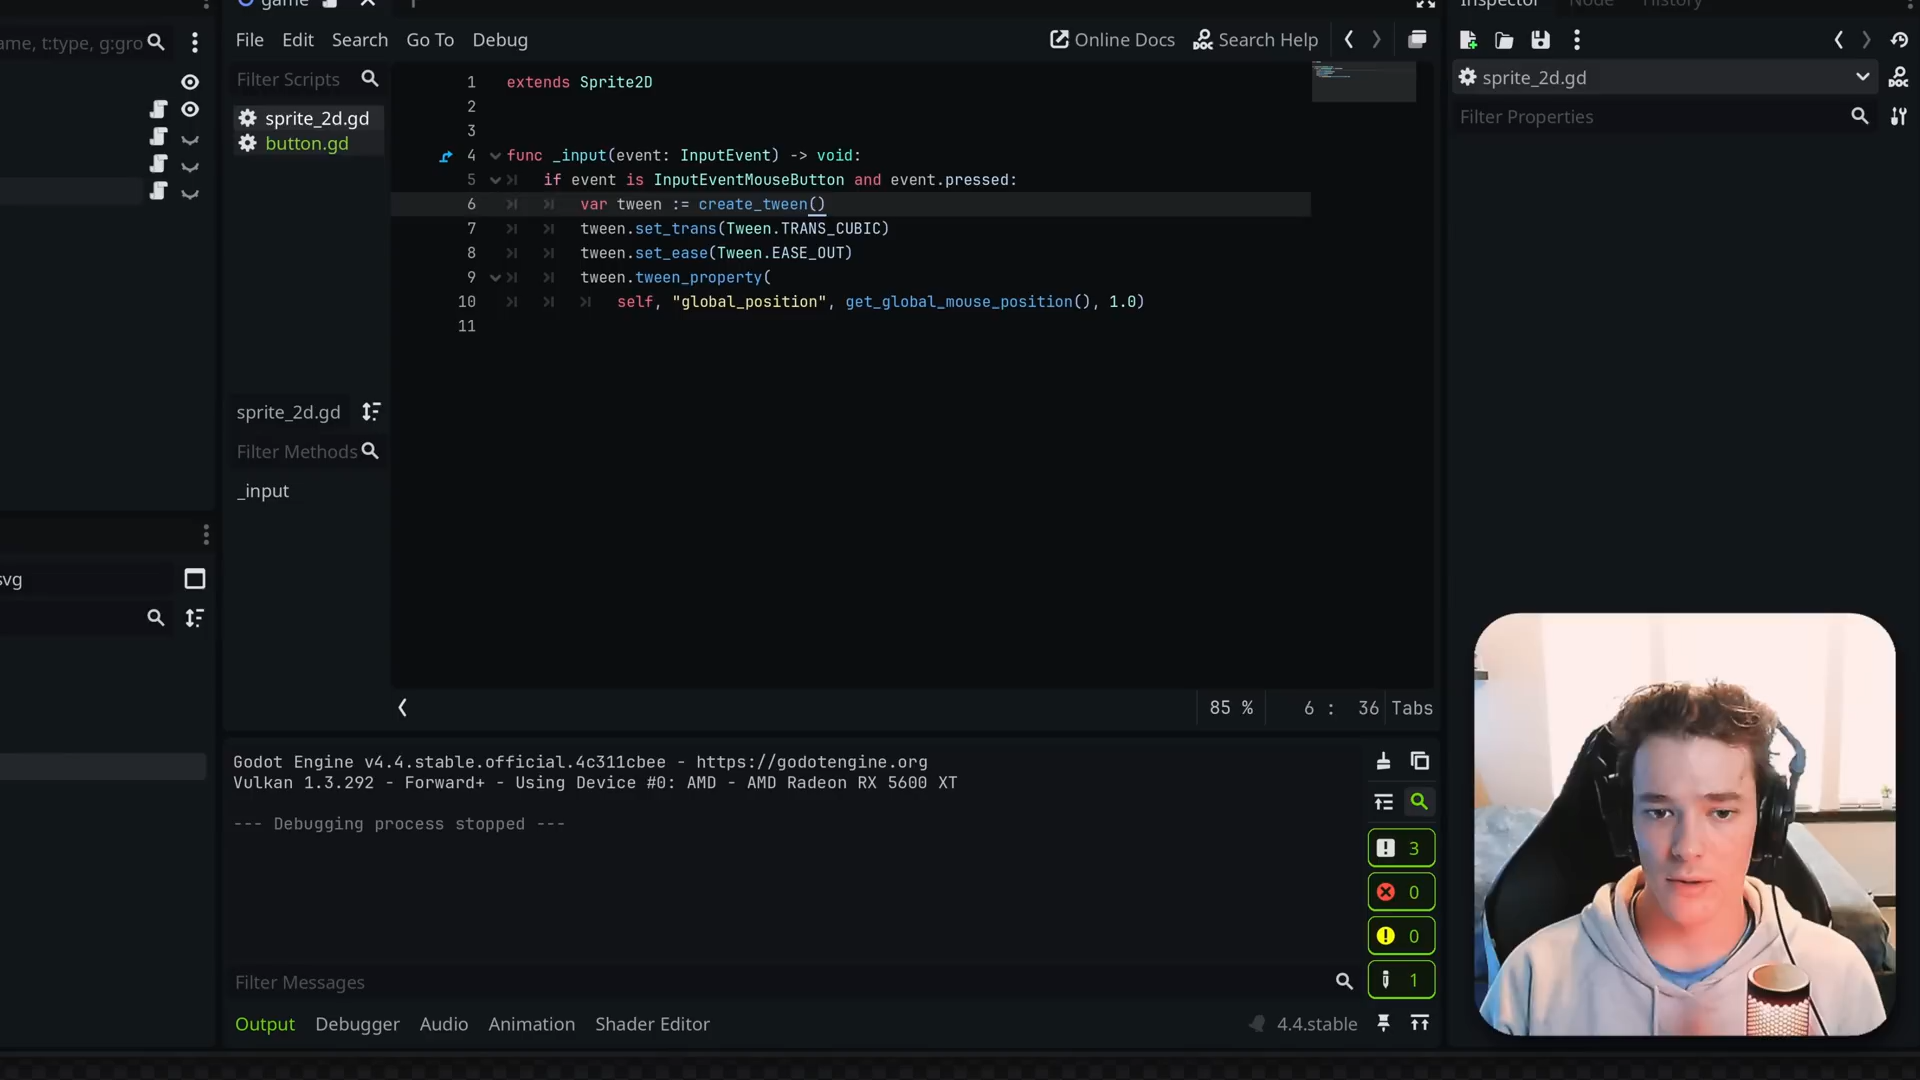 game
Inspector Node History
ame, t:type, g:gro
File Edit Search Go To Debug
Online Docs Search Help
Filter Scripts
sprite_2d.gd
button.gd
sprite_2d.gd
Filter Methods
_input
svg
1 extends Sprite2D
2
3
4 func _input(event: InputEvent) -> void:
5 if event is InputEventMouseButton and event.pressed:
6 var tween := create_tween()
7 tween.set_trans(Tween.TRANS_CUBIC)
8 tween.set_ease(Tween.EASE_OUT)
9 tween.tween_property(
10 self, "global_position", get_global_mouse_position(), 1.0)
11
85 % 6 : 36 Tabs
sprite_2d.gd
DOC
Filter Properties
Godot Engine v4.4.stable.official.4c311cbee - https://godotengine.org
Vulkan 1.3.292 - Forward+ - Using Device #0: AMD - AMD Radeon RX 5600 XT
--- Debugging process stopped ---
3
0
0
1
Filter Messages
Output Debugger Audio Animation Shader Editor
4.4.stable